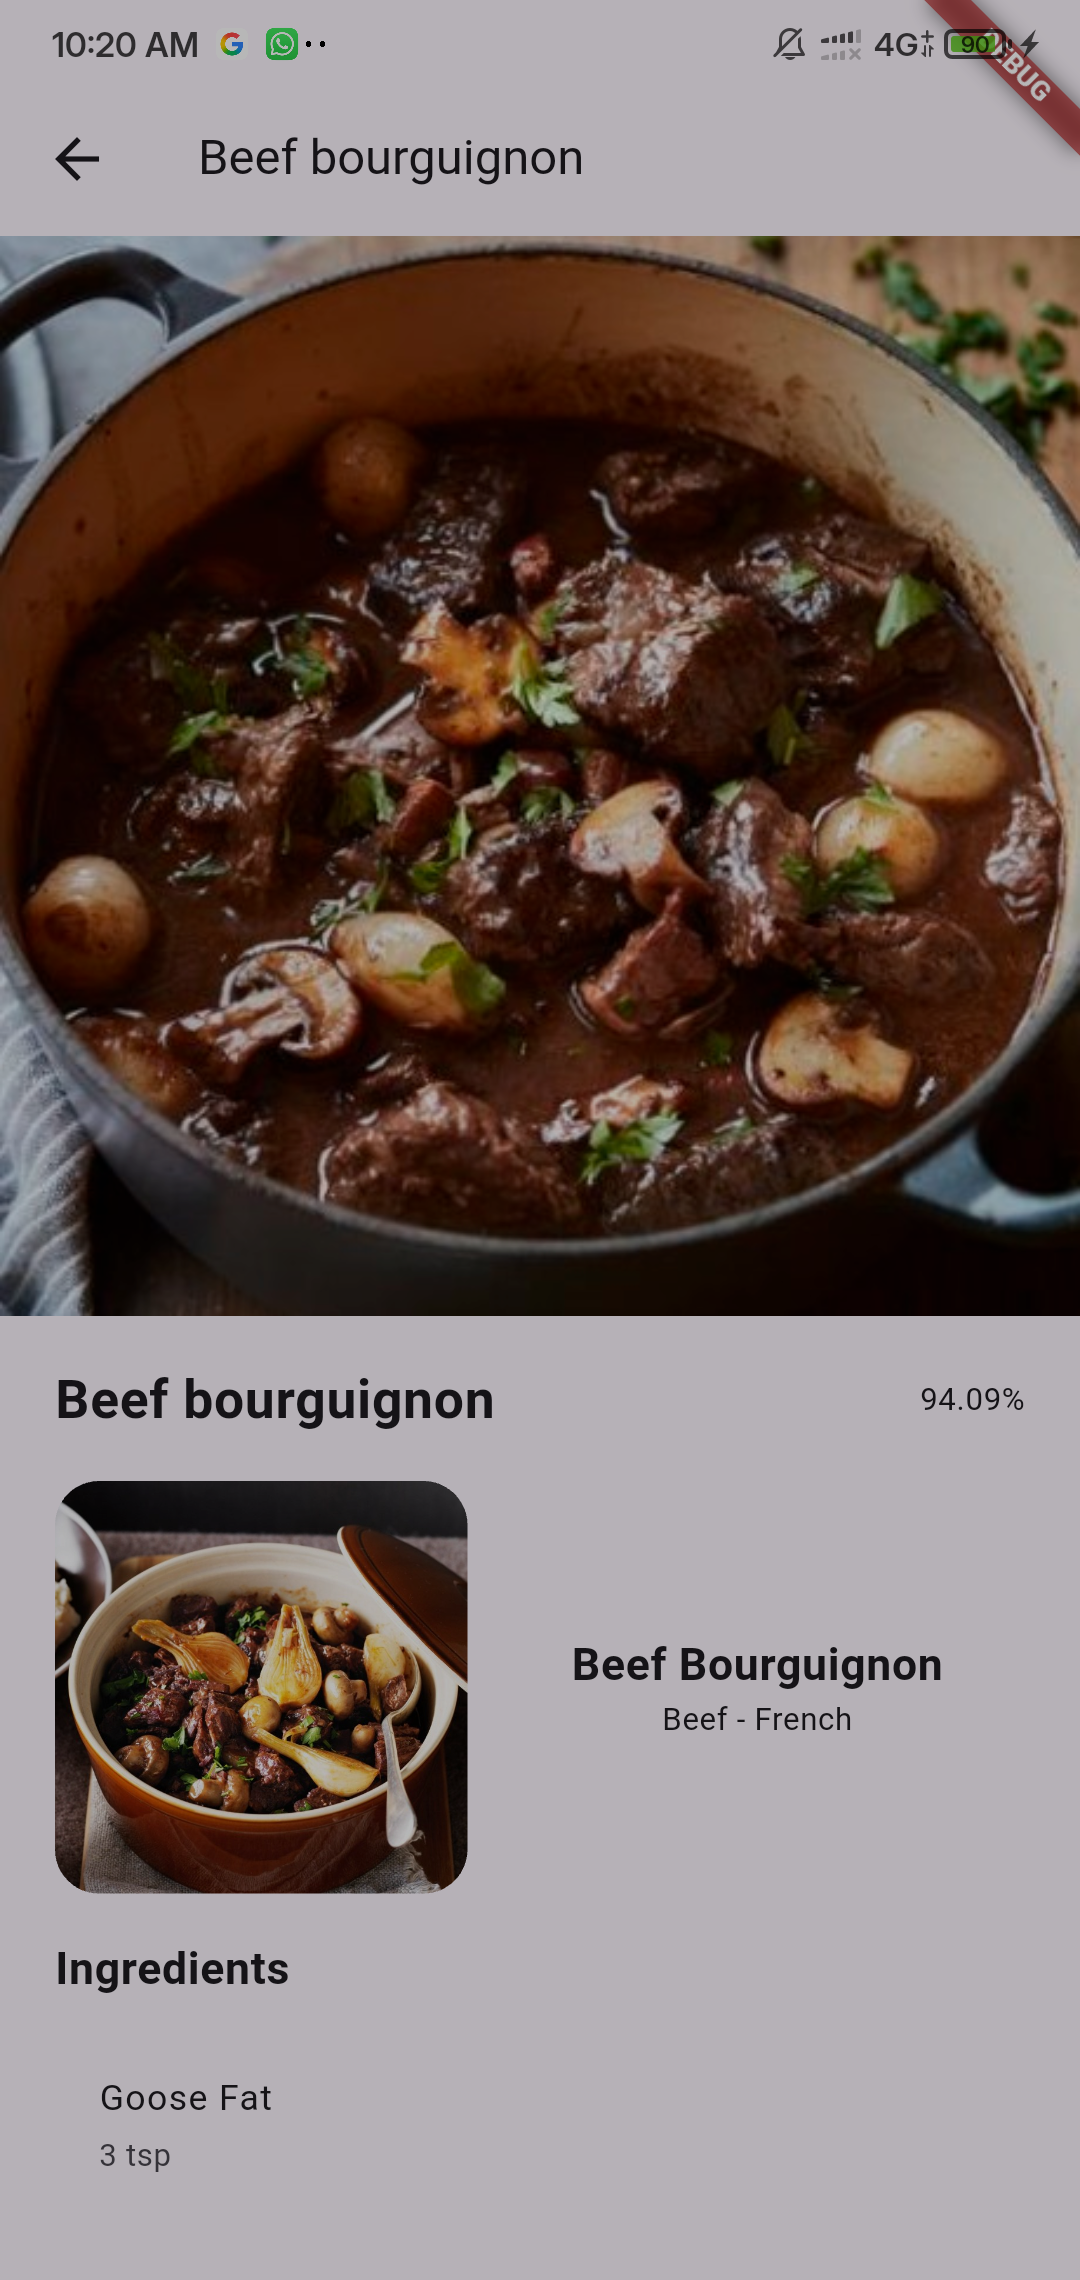 10:20 AM
4G
90
DEBUG
Beef bourguignon
Beef bourguignon
94.09%
Beef Bourguignon
Beef - French
Ingredients
Goose Fat
3 tsp